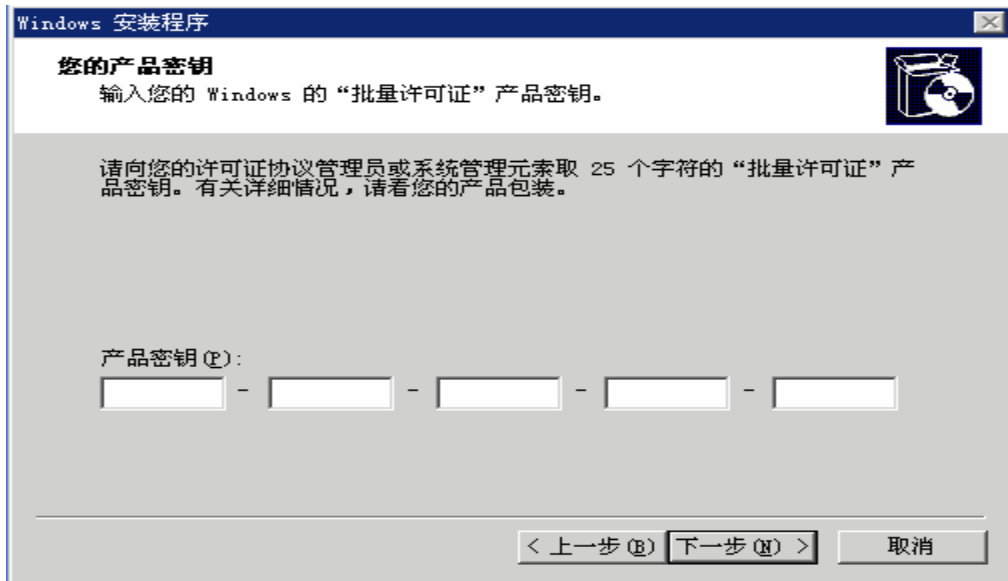 Windows 安装程序
您的产品密钥
输入您的 Windows 的“批量许可证”产品密钥。
请向您的许可证协议管理员或系统管理元素取 25 个字符的“批量许可证”产
品密钥。有关详细情况，请看您的产品包装。
产品密钥(P):
- - - -
< 上一步(B) 下一步(N) > 取消